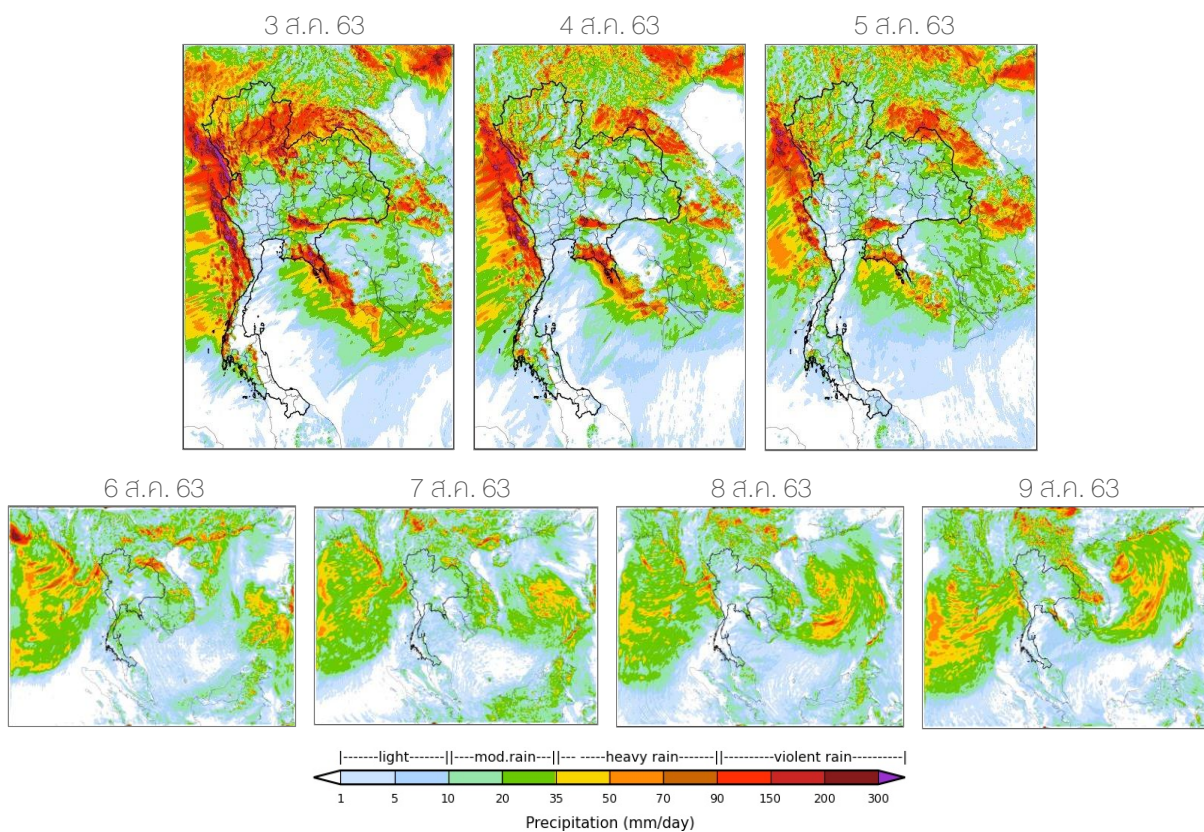 3 ส.ค. 63 4 ส.ค. 63 5 ส.ค. 63
6 ส.ค. 63 7 ส.ค. 63 8 ส.ค. 63 9 ส.ค. 63
|------light------||---mod.rain---||--- -----heavy rain------||--------violent rain---------|
1 5 10 20 35 50 70 90 150 200 300
Precipitation (mm/day)